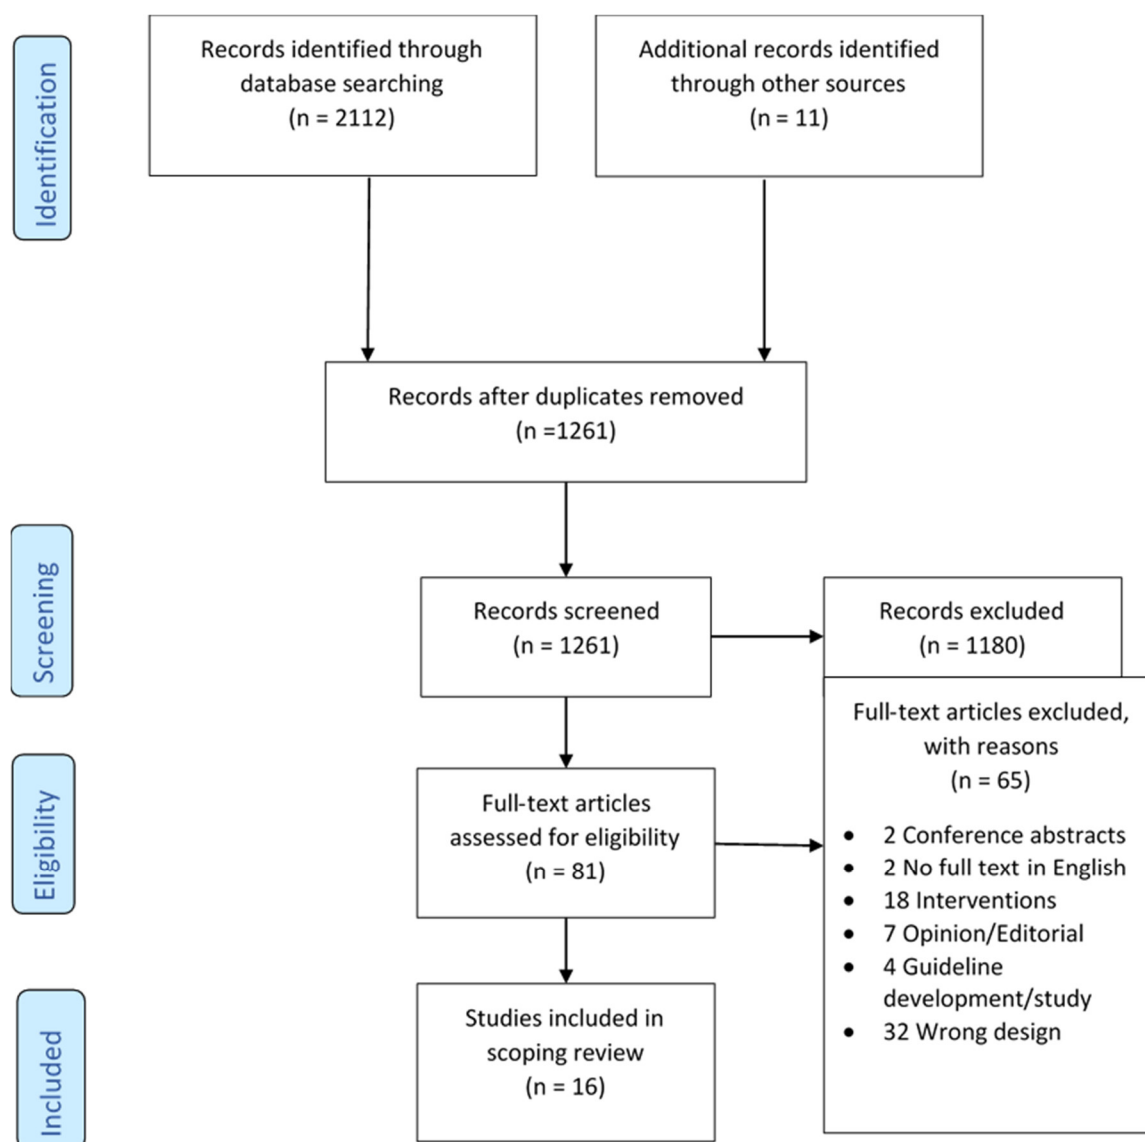 Identification
Records identified through
database searching
(n = 2112)
Additional records identified
through other sources
(n = 11)
Records after duplicates removed
(n =1261)
Screening
Records screened
(n = 1261)
Records excluded
(n = 1180)
Eligibility
Full-text articles
assessed for eligibility
(n = 81)
Full-text articles excluded,
with reasons
(n = 65)
• 2 Conference abstracts
• 2 No full text in English
• 18 Interventions
• 7 Opinion/Editorial
• 4 Guideline
development/study
• 32 Wrong design
Included
Studies included in
scoping review
(n = 16)